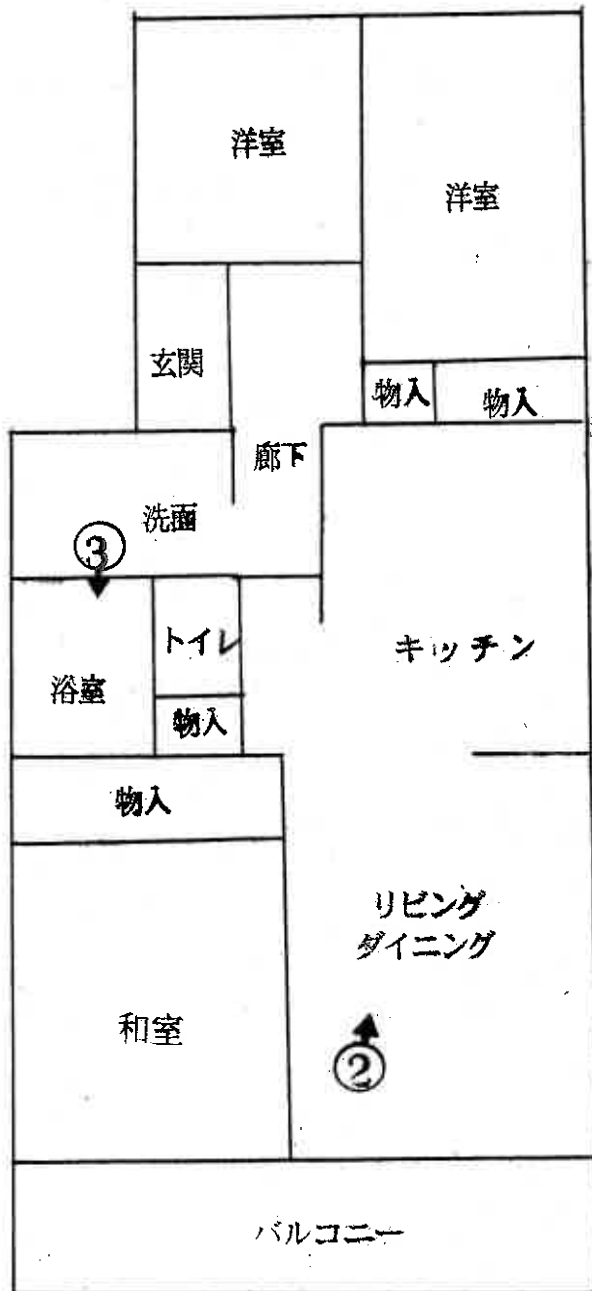 洋室
洋室
玄関
物入
物入
廊下
洗面
③
トイレ
キッチン
浴室
物入
物入
リビング
ダイニング
和室
②
バルコニー